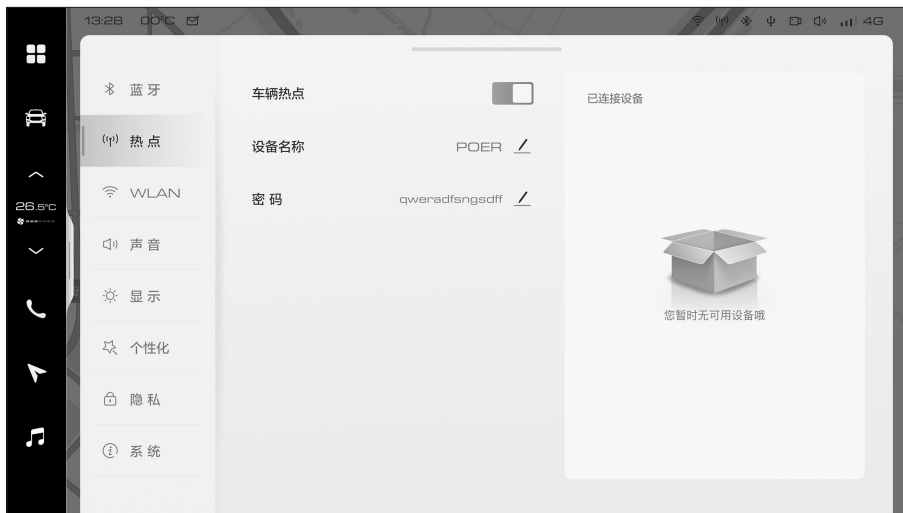 13:28 00°C
4G
26.5°C
蓝牙
热点
WLAN
声音
显示
个性化
隐私
系统
车辆热点
设备名称 POER
密码 qweradfsngsdff
已连接设备
您暂时无可用设备哦